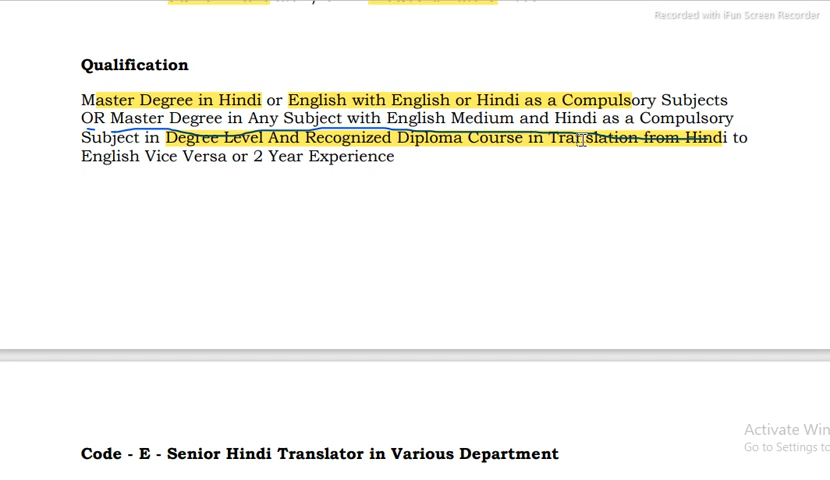 Recorded with iFun Screen Recorder
Qualification
Master Degree in Hindi or English with English or Hindi as a Compulsory Subjects
OR Master Degree in Any Subject with English Medium and Hindi as a Compulsory
Subject in Degree Level And Recognized Diploma Course in Translation from Hindi to
English Vice Versa or 2 Year Experience
Activate Win
Go to Settings to
Code - E - Senior Hindi Translator in Various Department